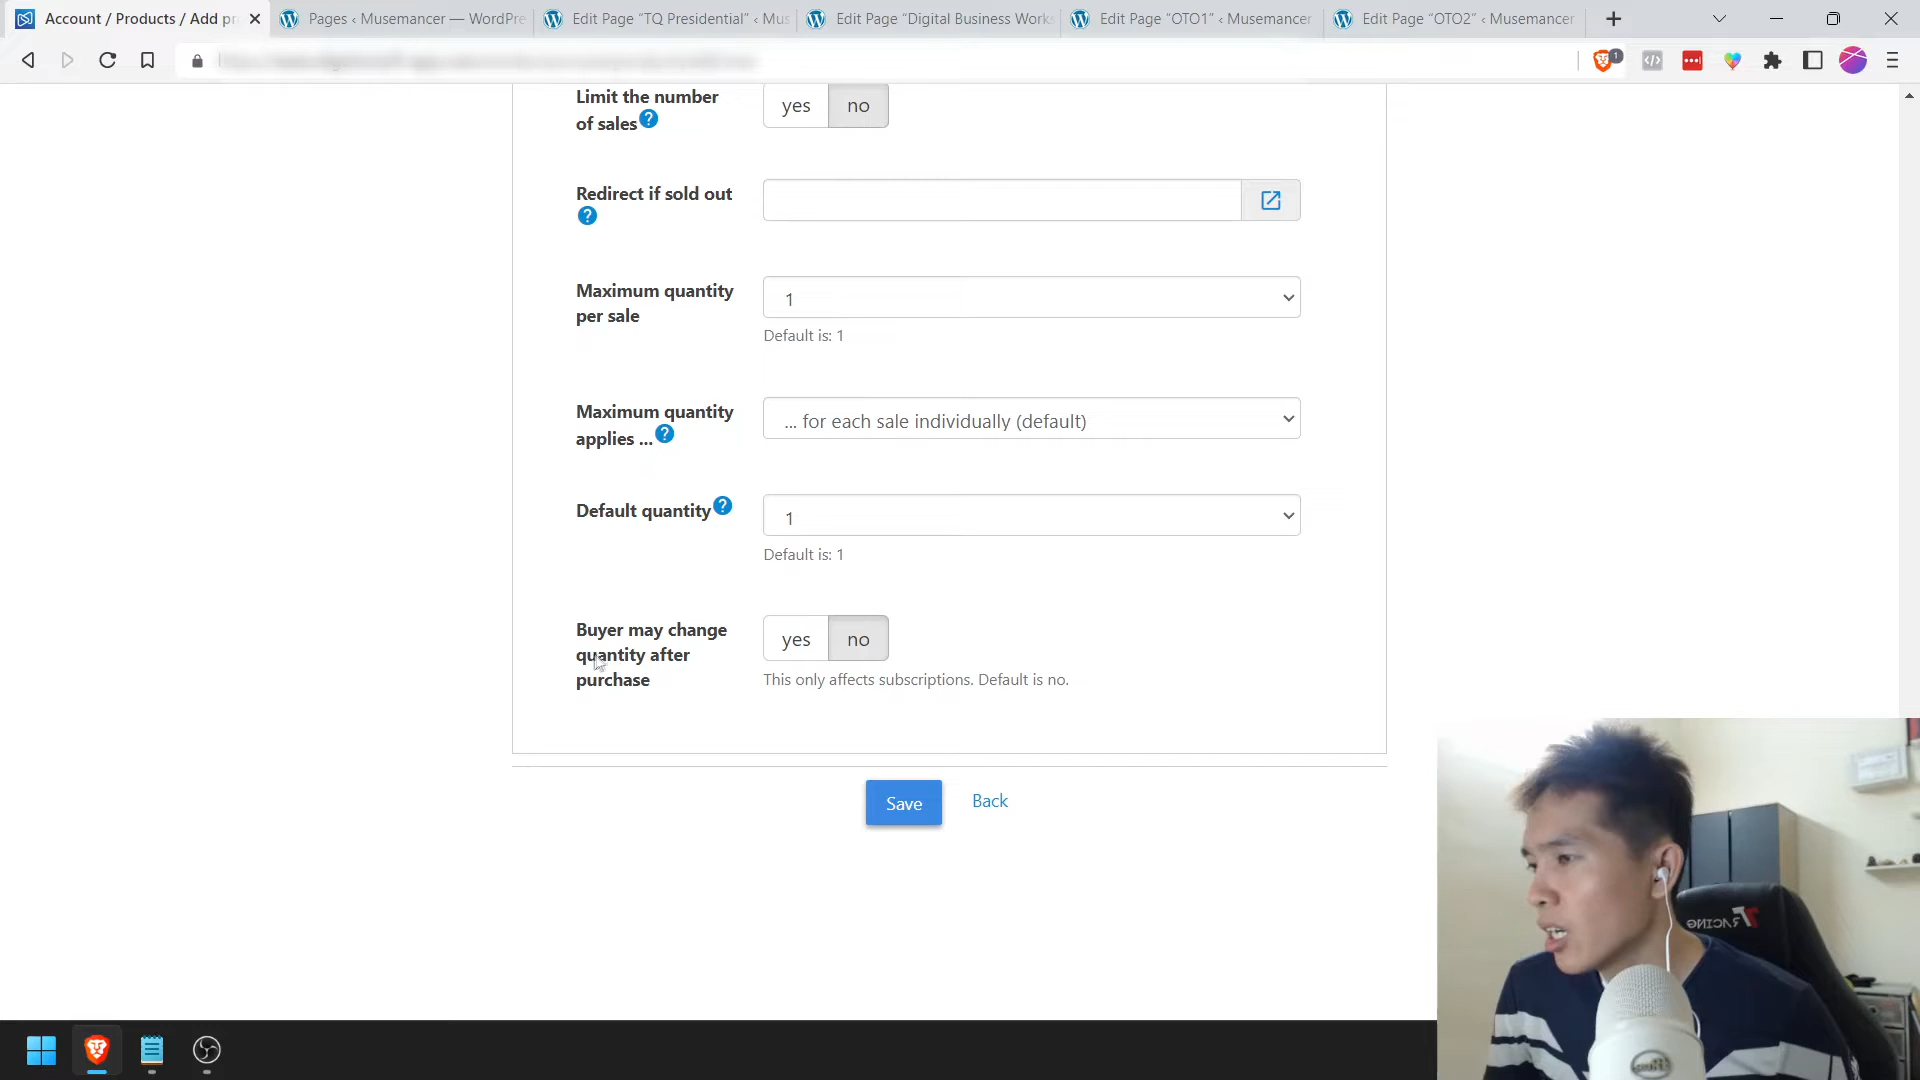 Account / Products / Add pr
Pages ‹ Musemancer — WordPre
Edit Page “TQ Presidential” ‹ Mus
Edit Page “Digital Business Works
Edit Page “OTO1” ‹ Musemancer
Edit Page “OTO2” ‹ Musemancer
1
Limit the number
of sales
yes
no
Redirect if sold out
Maximum quantity
per sale
1
Default is: 1
Maximum quantity
applies ...
... for each sale individually (default)
Default quantity
1
Default is: 1
Buyer may change
quantity after
purchase
yes
no
This only affects subscriptions. Default is no.
Save
Back